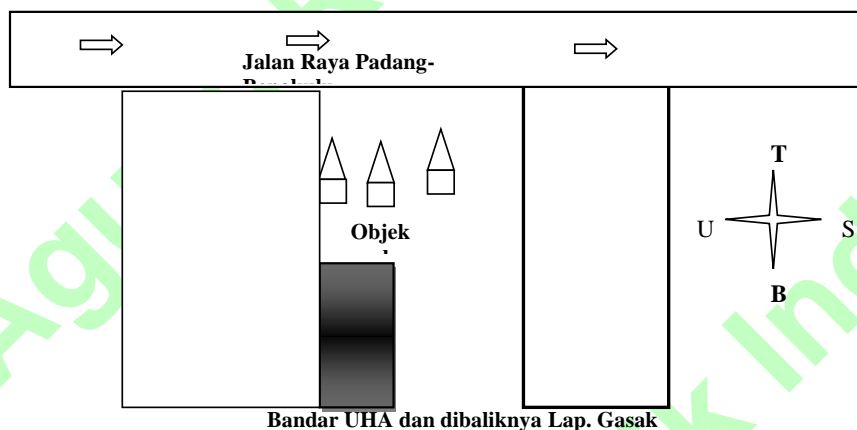 Jalan Raya Padang-
T
U S
Objek
B
Bandar UHA dan dibaliknya Lap. Gasak